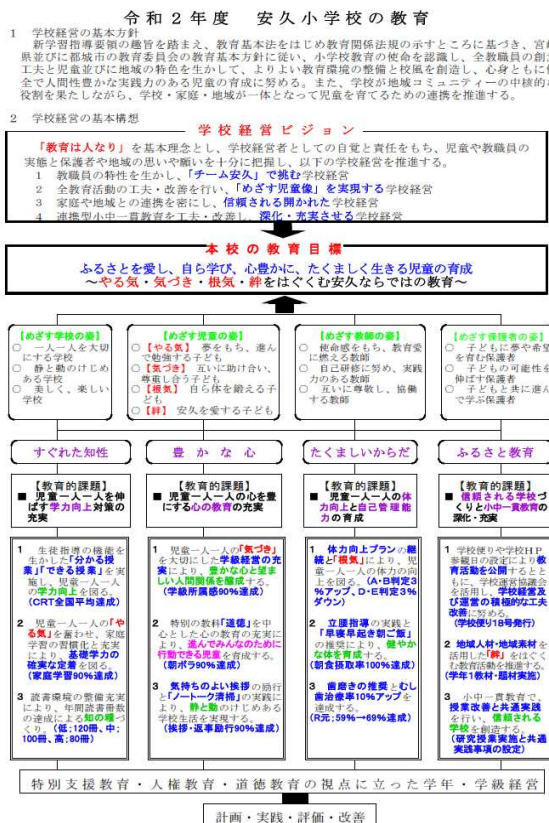 令和２年度　安久小学校の教育
1　学校経営の基本方針
新学習指導要領の趣旨を踏まえ、教育基本法をはじめ教育関係法規の示すところに基づき、宮崎
県並びに都城市の教育委員会の教育基本方針に従い、小学校教育の使命を認識し、全教職員の創意
工夫と児童並びに地域の特色を生かして、よりよい教育環境の整備と校風を創造し、心身ともに健
全で人間性豊かな実践力のある児童の育成に努める。また、学校が地域コミュニティーの中核的な
役割を果たしながら、学校・家庭・地域が一体となって児童を育てるための連携を推進する。
2　学校経営の基本構想
学校経営ビジョン
「教育は人なり」を基本理念とし、学校経営者としての自覚と責任をもち、児童や教職員の
実態と保護者や地域の思いや願いを十分に把握し、以下の学校経営を推進する。
1　教職員の特性を生かし、「チーム安久」で挑む学校経営
2　全教育活動の工夫・改善を行い、「めざす児童像」を実現する学校経営
3　家庭や地域との連携を密にし、信頼される開かれた学校経営
4　連携型小中一貫教育を工夫・改善し、深化・充実させる学校経営
本校の教育目標
ふるさとを愛し、自ら学び、心豊かに、たくましく生きる児童の育成
～やる気・気づき・根気・絆をはぐくむ安久ならではの教育～
【めざす学校の姿】
○　一人一人を大切
にする学校
○　静と動のけじめ
ある学校
○　美しく、楽しい
学校
【めざす児童の姿】
○【やる気】　夢をもち、進ん
で勉強する子ども
○【気づき】　互いに助け合い、
尊重し合う子ども
○【根気】　自ら体を鍛える子
ども
○【絆】　安久を愛する子ども
【めざす教師の姿】
○　使命感をもち、教育愛
に燃える教師
○　自己研修に努め、実践
力のある教師
○　互いに尊敬し、協働
する教師
【めざす保護者の姿】
○　子どもに夢や希望
を育む保護者
○　子どもの可能性を
伸ばす保護者
○　子どもと共に進ん
で学ぶ保護者
すぐれた知性
豊かな心
たくましいからだ
ふるさと教育
【教育的課題】
■　児童一人一人を伸
ばす学力向上対策の
充実
【教育的課題】
■　児童一人一人の心を豊
にする心の教育の充実
【教育的課題】
■　児童一人一人の体
力向上と自己管理能
力の育成
【教育的課題】
■　信頼される学校づ
くりと小中一貫教育の
深化・充実
1　生徒指導の機能を
生かした「分かる授
業」「できる授業」を実
施し、児童一人一人
の学力向上を図る。
（CRT全国平均達成）
2　児童一人一人の「や
る気」を奮わせ、家庭
学習の習慣化と充実
により、基礎学力の
確実な定着を図る。
（家庭学習90%達成）
3　読書環境の整備充実
により、年間読書冊数
の達成による知の種づ
くり。（低；120冊、中；
100冊、高；80冊）
1　児童一人一人の「気づき」
を大切にした学級経営の充
実により、豊かな心と望ま
しい人間関係を醸成する。
（学級所属感90%達成）
2　特別の教科「道徳」を中
心とした心の教育の充実に
より、進んでみんなのために
行動できる児童を育成する。
（朝ボラ90%達成）
3　気持ちのよい挨拶の励行
と「ノートーク清掃」の実践に
より、静と動のけじめある
学校生活を実現する。
（挨拶・返事励行90%達成）
1　体力向上プランの継
続と「根気」により、児
童一人一人の体力の向
上を図る。（A・B判定3
%アップ、D・E判定3%
ダウン）
2　立腰指導の実践と
「早寝早起き朝ご飯」
の推奨により、健やか
な体を育成する。
（朝食摂取率100%達成）
3　歯磨きの推奨とむし
歯治療率10%アップを
達成する。
（R元；59%→69%達成）
1　学校便りや学校HP、
参観日の設定により教
育活動を公開するとと
もに、学校運営協議会
を活用し、学校経営及
び運営の積極的な工夫
改善に努める。
（学校便り18号発行）
2　地域人材・地域素材を
活用した「絆」をはぐく
む教育活動を推進する。
（学年1教材・題材実施）
3　小中一貫教育で、
授業改善と共通実践
を行い、信頼される
学校を創造する。
（研究授業実施と共通
実践事項の設定）
特別支援教育・人権教育・道徳教育の視点に立った学年・学級経営
計画・実践・評価・改善